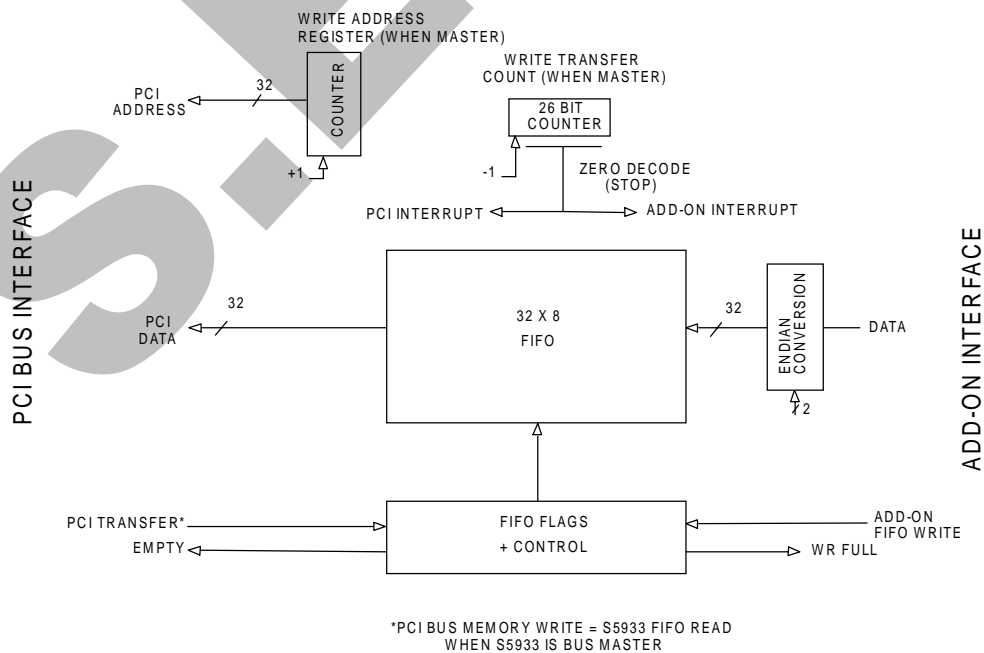 WRITE ADDRESS
REGISTER (WHEN MASTER)
WRITE TRANSFER
COUNT (WHEN MASTER)
PCI
ADDRESS
32
COUNTER
+1
26 BIT
COUNTER
-1
ZERO DECODE
(STOP)
PCI INTERRUPT
ADD-ON INTERRUPT
PCI BUS INTERFACE
ADD-ON INTERFACE
PCI
DATA
32
32 X 8
FIFO
32
ENDIAN
CONVERSION
DATA
2
PCI TRANSFER*
EMPTY
FIFO FLAGS
+ CONTROL
ADD-ON
FIFO WRITE
WR FULL
*PCI BUS MEMORY WRITE = S5933 FIFO READ
WHEN S5933 IS BUS MASTER